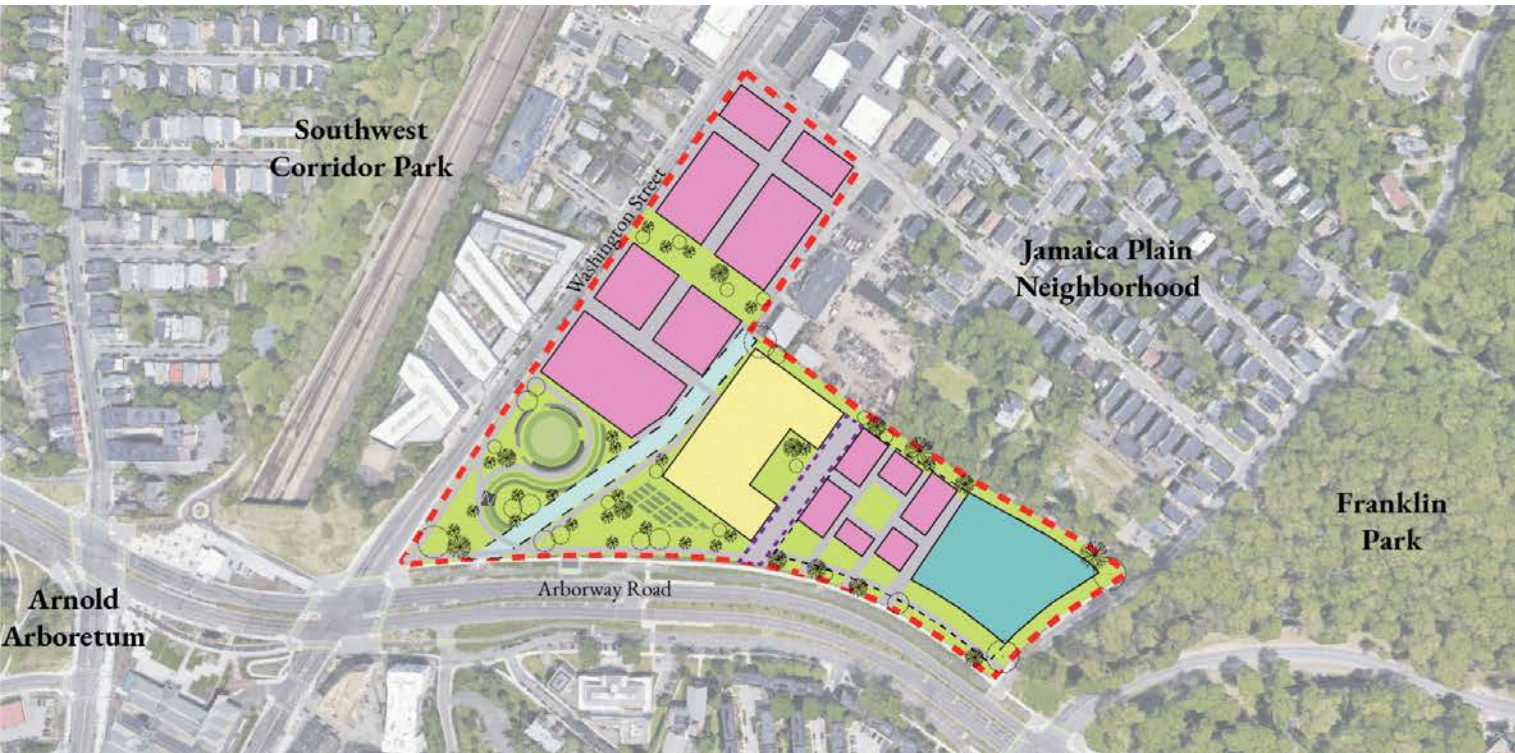 Southwest
Corridor Park
Washington Street
Jamaica Plain
Neighborhood
Franklin
Park
Arborway Road
Arnold
Arboretum